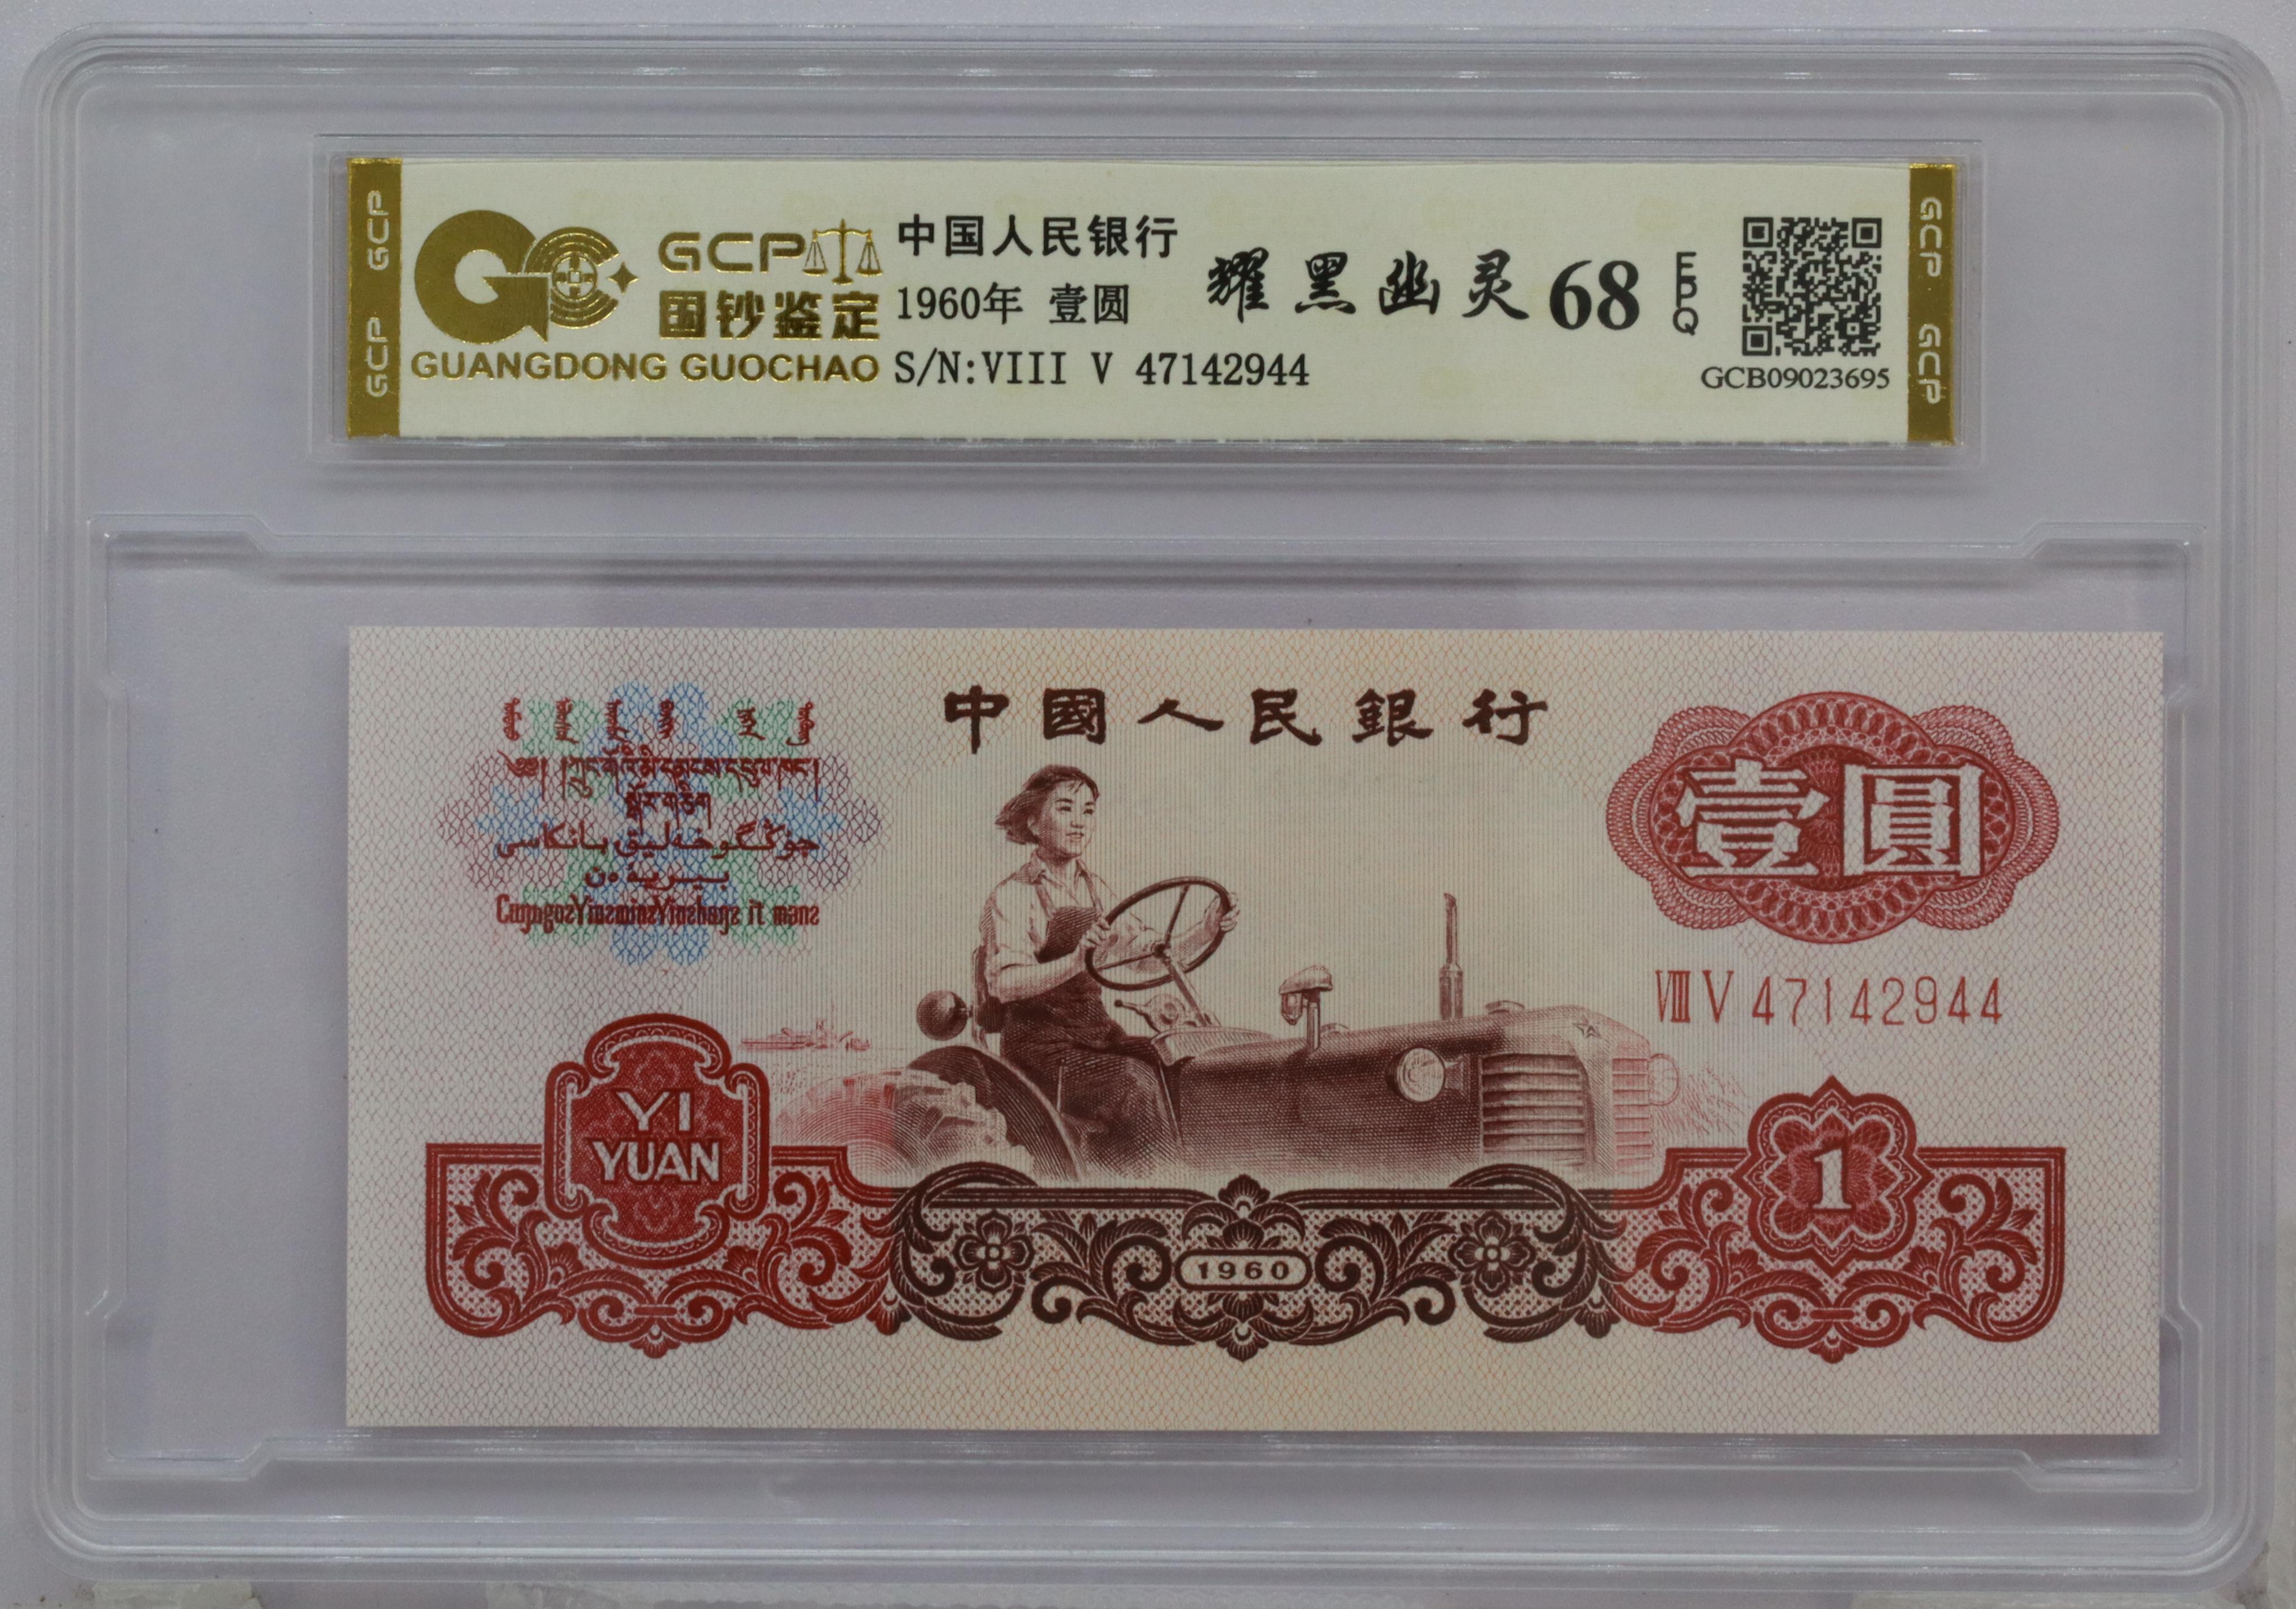 GCP GCP
GCP
国钞鉴定
GUANGDONG GUOCHAO
中国人民银行
1960年 壹圆
S/N:VIII V 47142944
耀黑幽灵 68 EPQ
GCB09023695
GCP GCP
中國人民銀行
壹圓
VIII V 47142944
YI
YUAN
1960
1